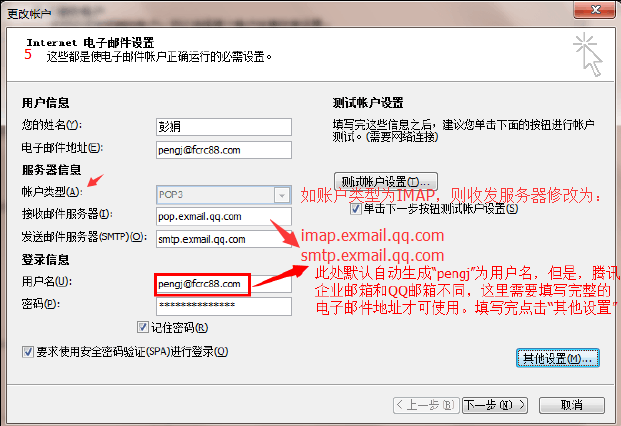 更改帐户
Internet 电子邮件设置
5 这些都是使电子邮件帐户正确运行的必需设置。
用户信息
您的姓名(Y):
彭娟
电子邮件地址(E):
pengj@fcrc88.com
服务器信息
帐户类型(A):
POP3
接收邮件服务器(I):
pop.exmail.qq.com
发送邮件服务器(SMTP)(O):
smtp.exmail.qq.com
登录信息
用户名(U):
pengj@fcrc88.com
密码(P):
**************
记住密码(R)
要求使用安全密码验证(SPA)进行登录(Q)
测试帐户设置
填写完这些信息之后，建议您单击下面的按钮进行帐户
测试。(需要网络连接)
测试帐户设置(T)...
如账户类型为IMAP，则收发服务器修改为：
单击下一步按钮测试帐户设置(S)
imap.exmail.qq.com
smtp.exmail.qq.com
此处默认自动生成“pengj”为用户名，但是，腾讯
企业邮箱和QQ邮箱不同，这里需要填写完整的
电子邮件地址才可使用。填写完点击“其他设置”
其他设置(M)...
< 上一步(B)
下一步(N) >
取消